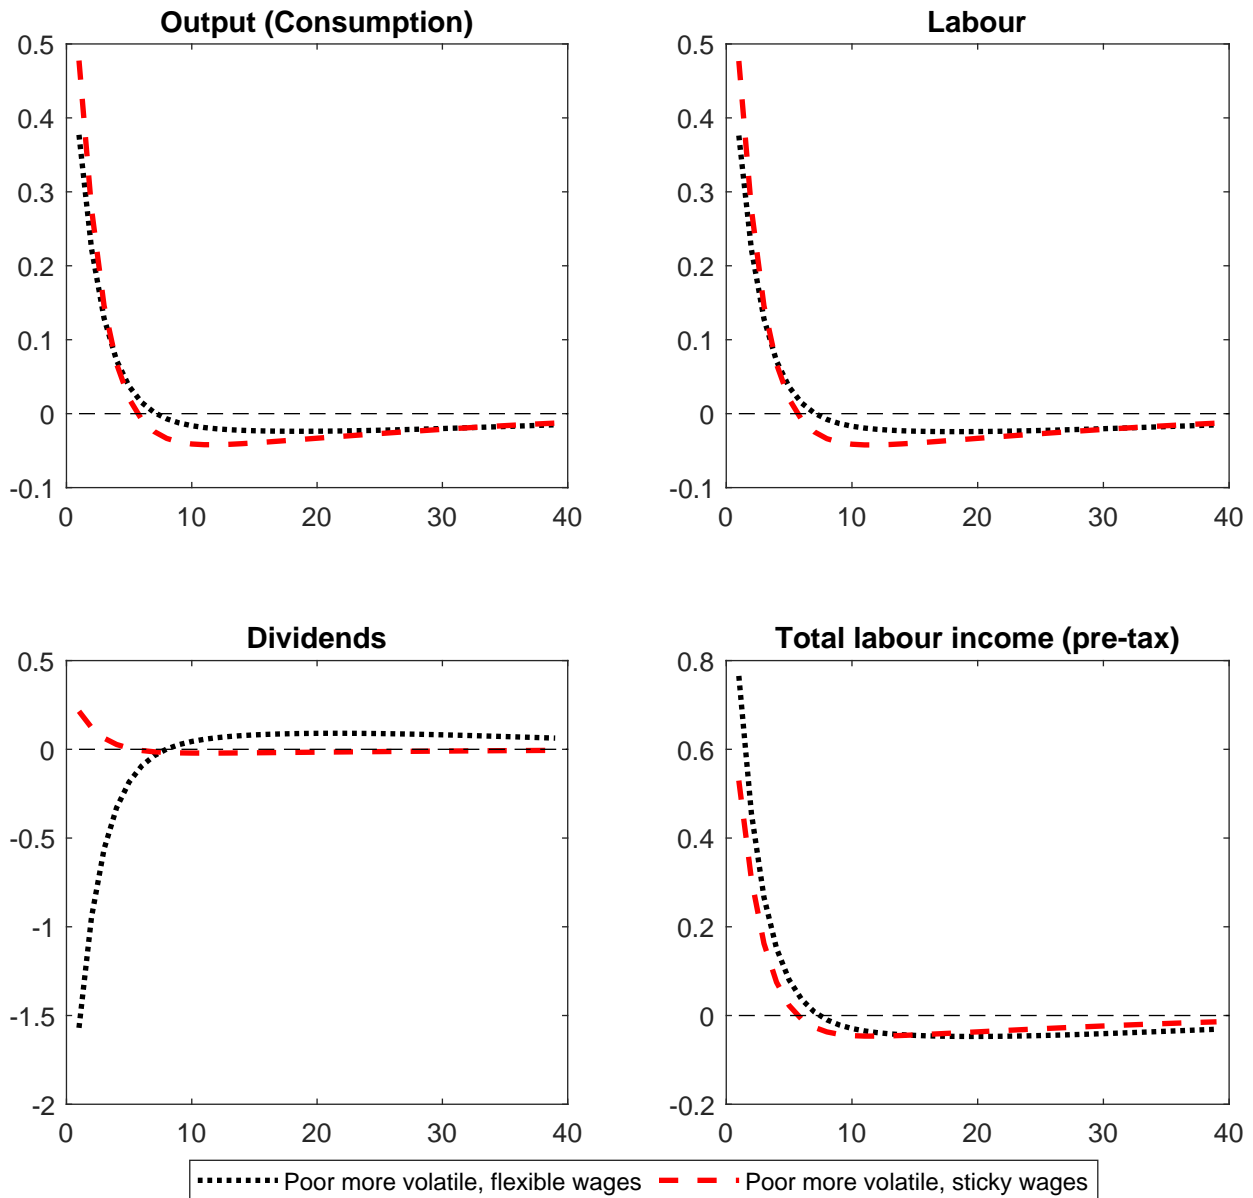 Output (Consumption)
0.5
0.4
0.3
0.2
0.1
0
-0.1
0 10 20 30 40
Labour
0.5
0.4
0.3
0.2
0.1
0
-0.1
0 10 20 30 40
Dividends
0.5
0
-0.5
-1
-1.5
-2
0 10 20 30 40
Total labour income (pre-tax)
0.8
0.6
0.4
0.2
0
-0.2
0 10 20 30 40
Poor more volatile, flexible wages Poor more volatile, sticky wages